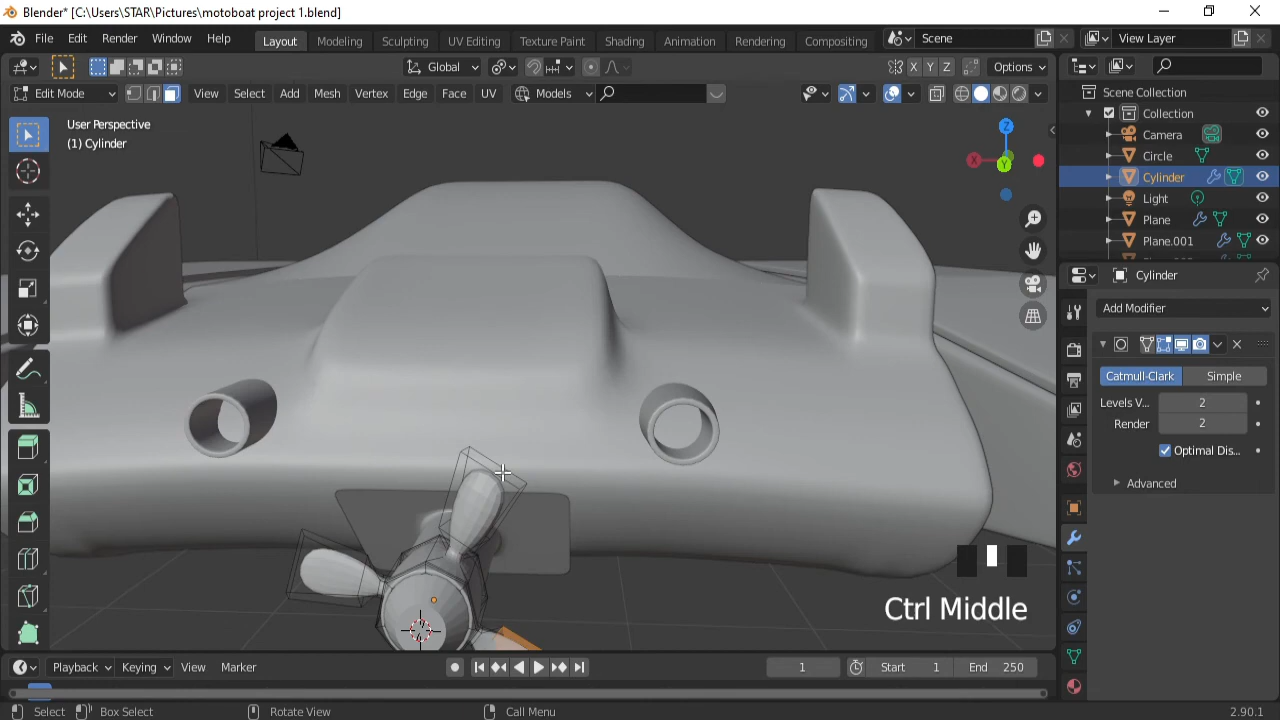 Blender* [C:\Users\STAR\Pictures\motoboat project 1.blend]
File Edit Render Window Help Layout Modeling Sculpting UV Editing Texture Paint Shading Animation Rendering Compositing Scene View Layer
Global X Y Z Options
Edit Mode View Select Add Mesh Vertex Edge Face UV Models
User Perspective
(1) Cylinder
Z
X
Y
Scene Collection
Collection
Camera
Circle
Cylinder
Light
Plane
Plane.001
Cylinder
Add Modifier
Catmull-Clark Simple
Levels V... 2
Render 2
Optimal Dis...
Advanced
Ctrl Middle
Playback Keying View Marker 1 Start 1 End 250
Select Box Select Rotate View Call Menu 2.90.1